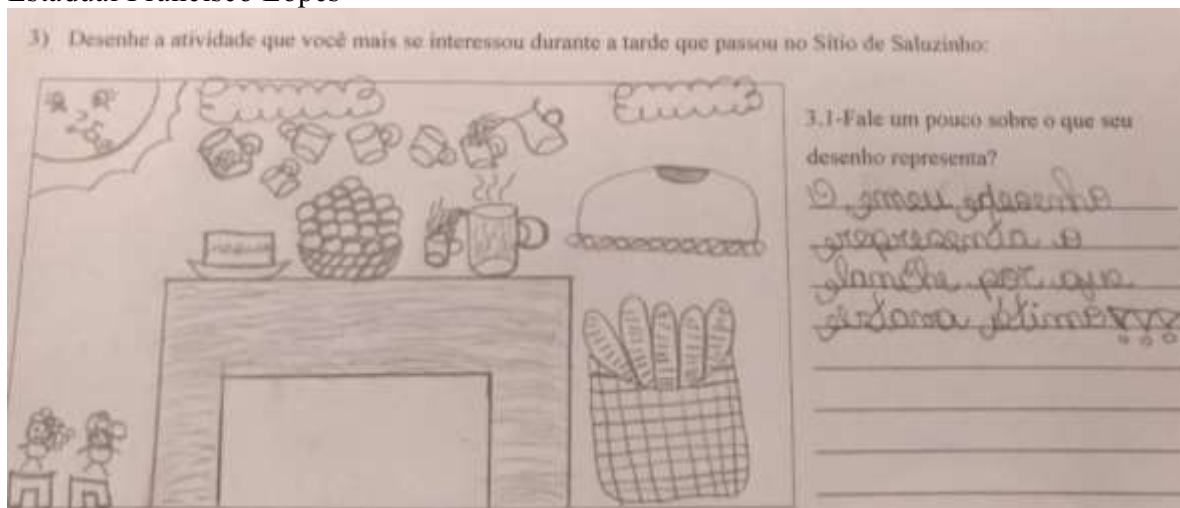 Estadual Francisco Lopes
3) Desenhe a atividade que você mais se interessou durante a tarde que passou no Sítio de Saluzinho:
3.1-Fale um pouco sobre o que seu
desenho representa?
O meu desenho
representa o
lanche por que
estava ótimo!!!